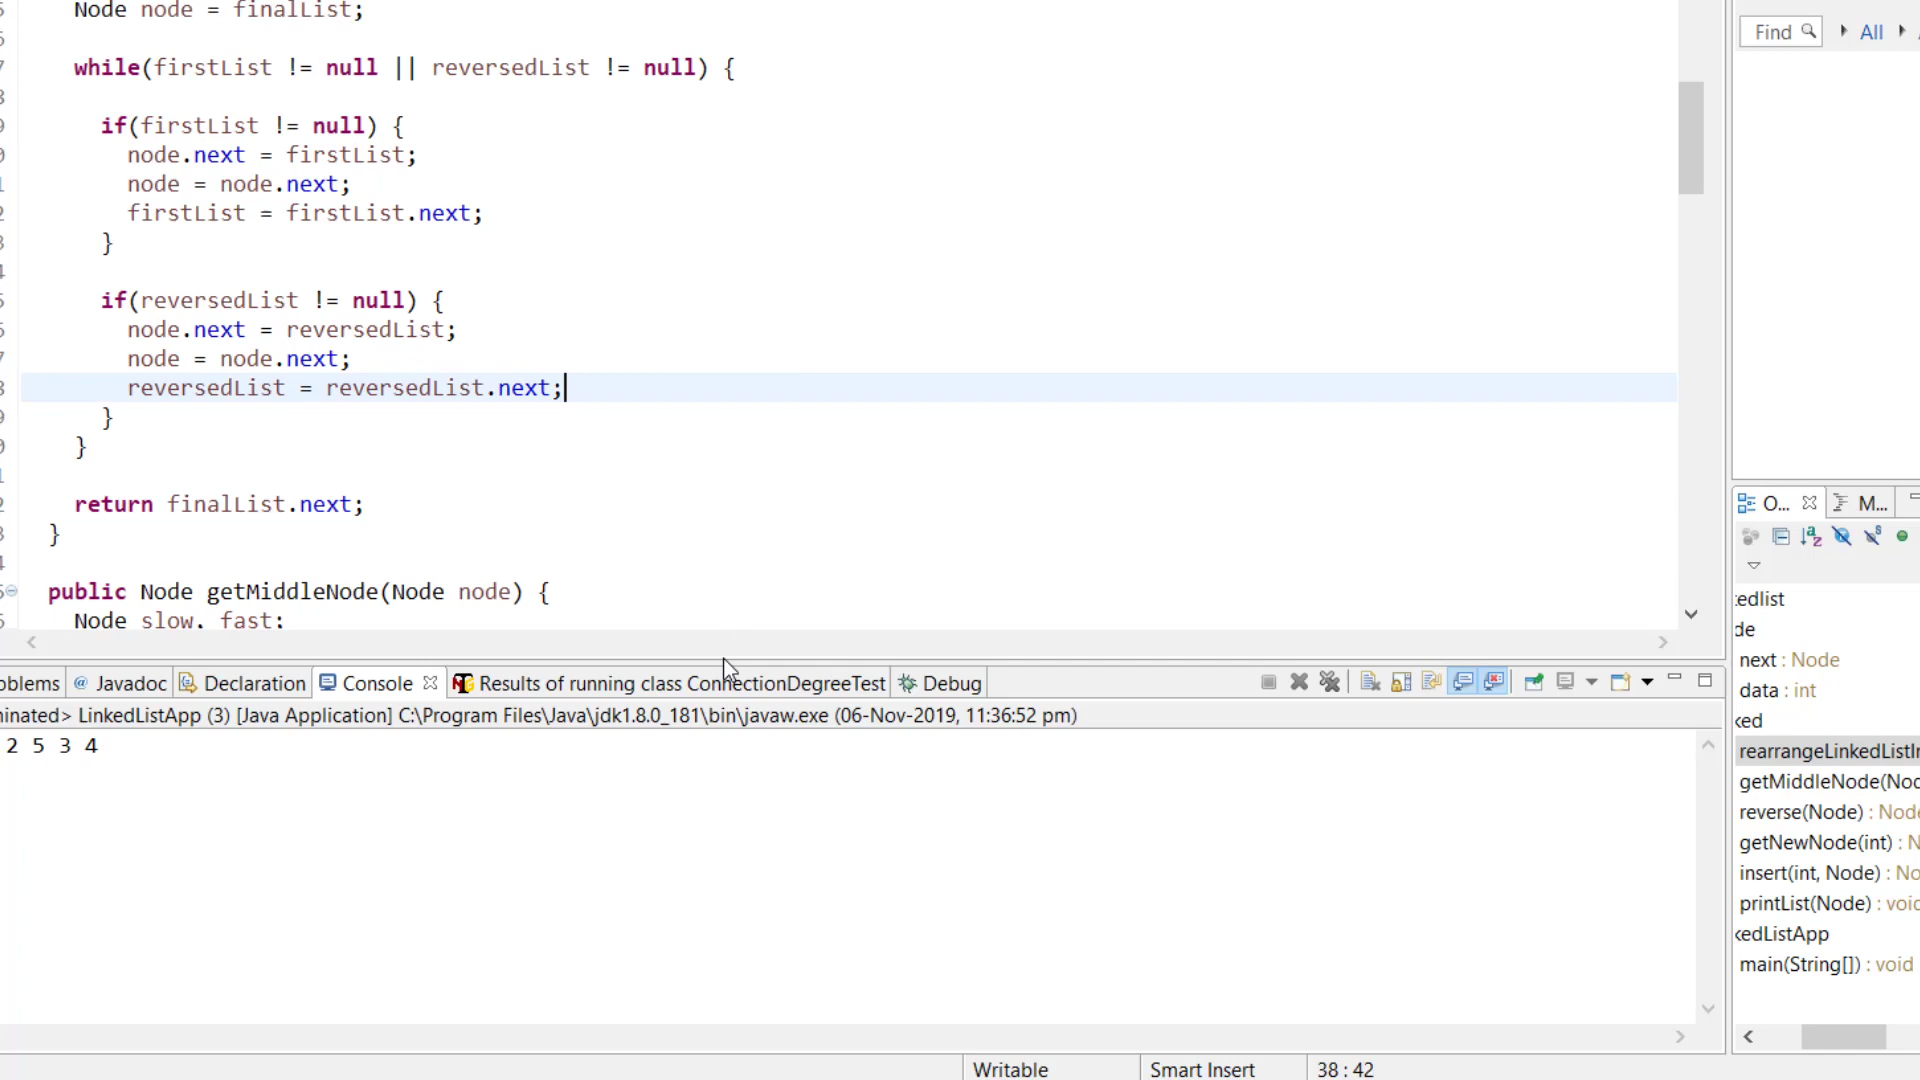 Node node = finalList;
while(firstList != null || reversedList != null) {
if(firstList != null) {
node.next = firstList;
node = node.next;
firstList = firstList.next;
}
if(reversedList != null) {
node.next = reversedList;
node = node.next;
reversedList = reversedList.next;
}
}
return finalList.next;
}
public Node getMiddleNode(Node node) {
Node slow, fast;
oblems @ Javadoc Declaration Console Results of running class ConnectionDegreeTest Debug
ninated> LinkedListApp (3) [Java Application] C:\Program Files\Java\jdk1.8.0_181\bin\javaw.exe (06-Nov-2019, 11:36:52 pm)
2 5 3 4
Writable Smart Insert 38 : 42
Find All
O... M...
kedlist
de
next : Node
data : int
ked
rearrangeLinkedListIn
getMiddleNode(Nod
reverse(Node) : Node
getNewNode(int) : N
insert(int, Node) : No
printList(Node) : void
kedListApp
main(String[]) : void